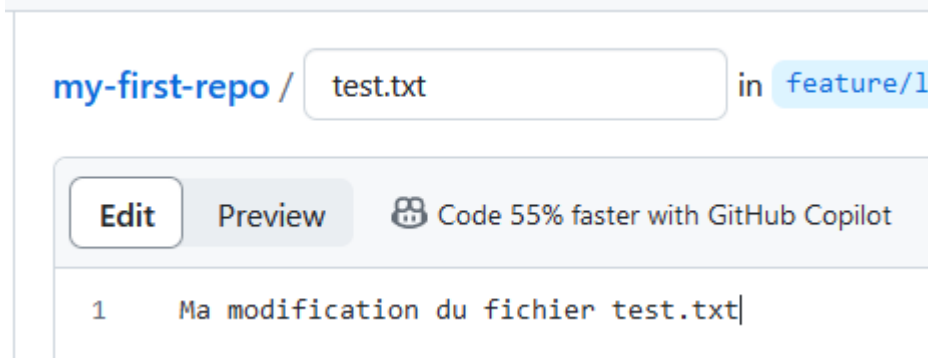 my-first-repo / test.txt in feature/1
Edit Preview Code 55% faster with GitHub Copilot
1 Ma modification du fichier test.txt